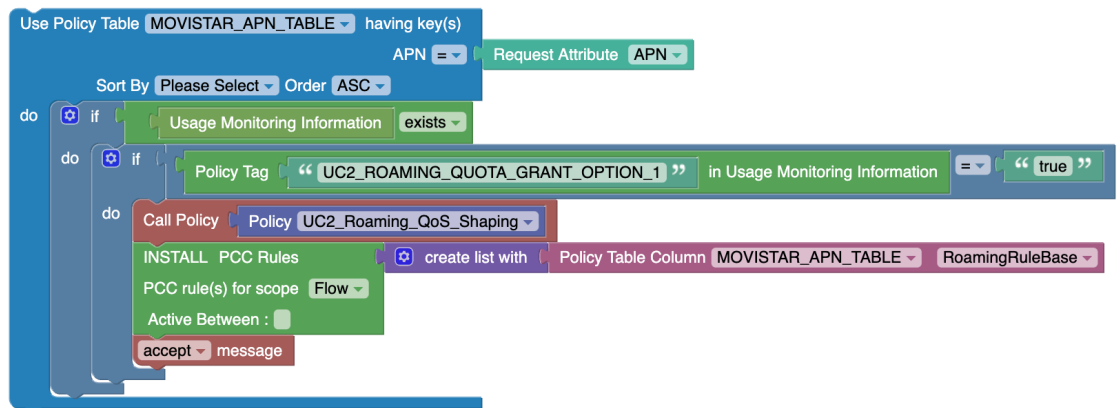 Use Policy Table MOVISTAR_APN_TABLE having key(s)
APN = Request Attribute APN
Sort By Please Select Order ASC
do if Usage Monitoring Information exists
do if Policy Tag “ UC2_ROAMING_QUOTA_GRANT_OPTION_1 ” in Usage Monitoring Information = “ true ”
do Call Policy Policy UC2_Roaming_QoS_Shaping
INSTALL PCC Rules create list with Policy Table Column MOVISTAR_APN_TABLE RoamingRuleBase
PCC rule(s) for scope Flow
Active Between :
accept message